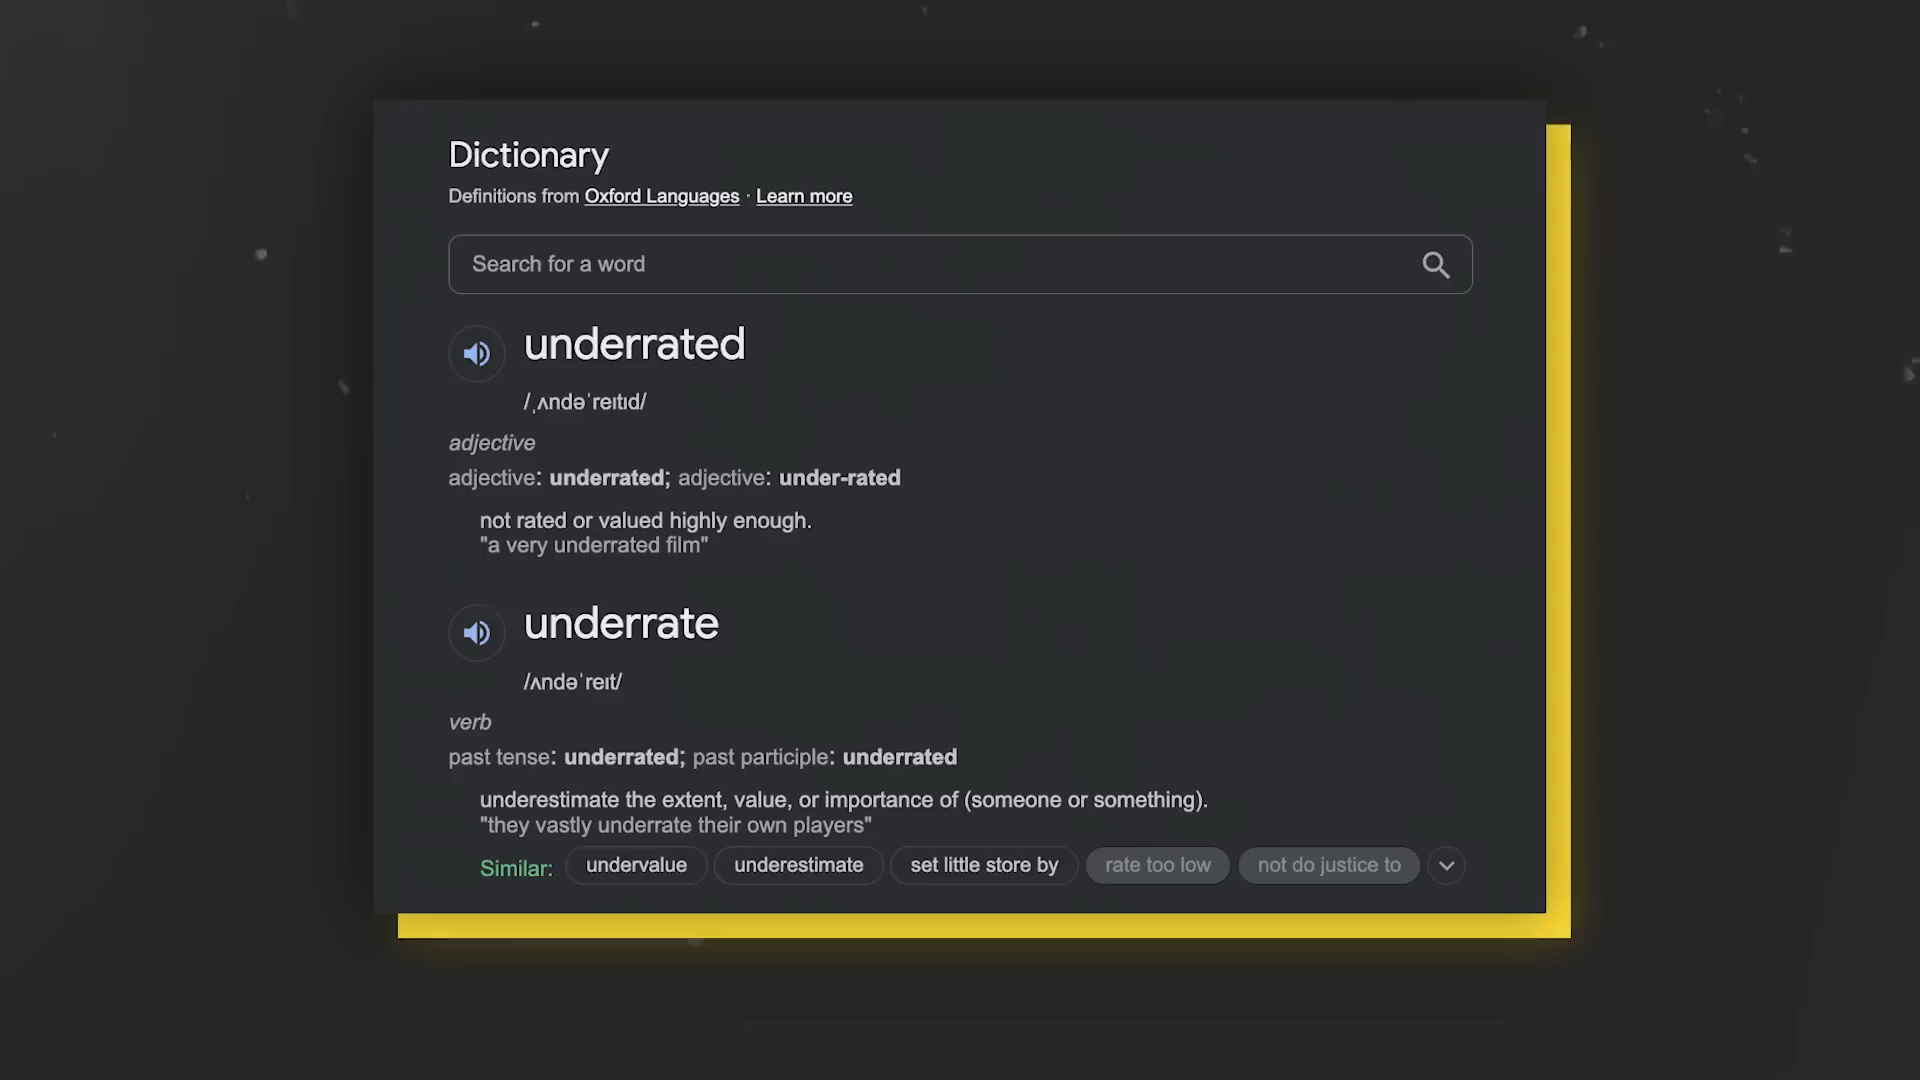 Dictionary
Definitions from Oxford Languages · Learn more
Search for a word
underrated
/ˌʌndəˈreɪtɪd/
adjective
adjective: underrated; adjective: under-rated
not rated or valued highly enough.
"a very underrated film"
underrate
/ʌndəˈreɪt/
verb
past tense: underrated; past participle: underrated
underestimate the extent, value, or importance of (someone or something).
"they vastly underrate their own players"
Similar: undervalue underestimate set little store by rate too low not do justice to